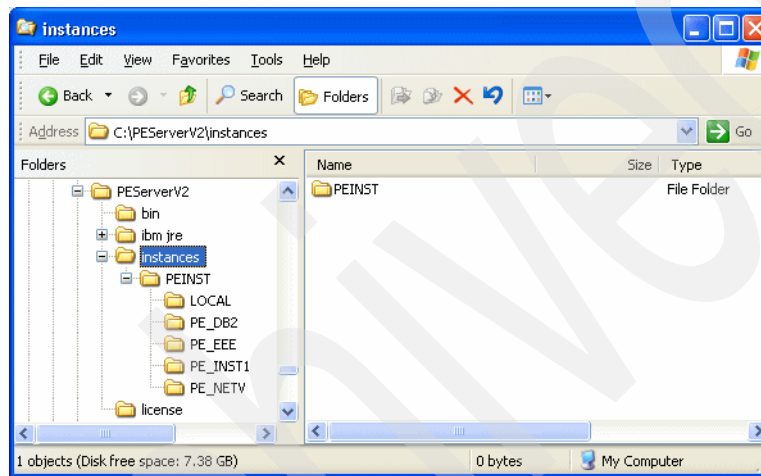 instances
File Edit View Favorites Tools Help
Back Search Folders
Address C:\PEServerV2\instances Go
Folders x Name Size Type
PEServerV2 PEINST File Folder
bin
ibm jre
instances
PEINST
LOCAL
PE_DB2
PE_EEE
PE_INST1
PE_NETV
license
1 objects (Disk free space: 7.38 GB) 0 bytes My Computer